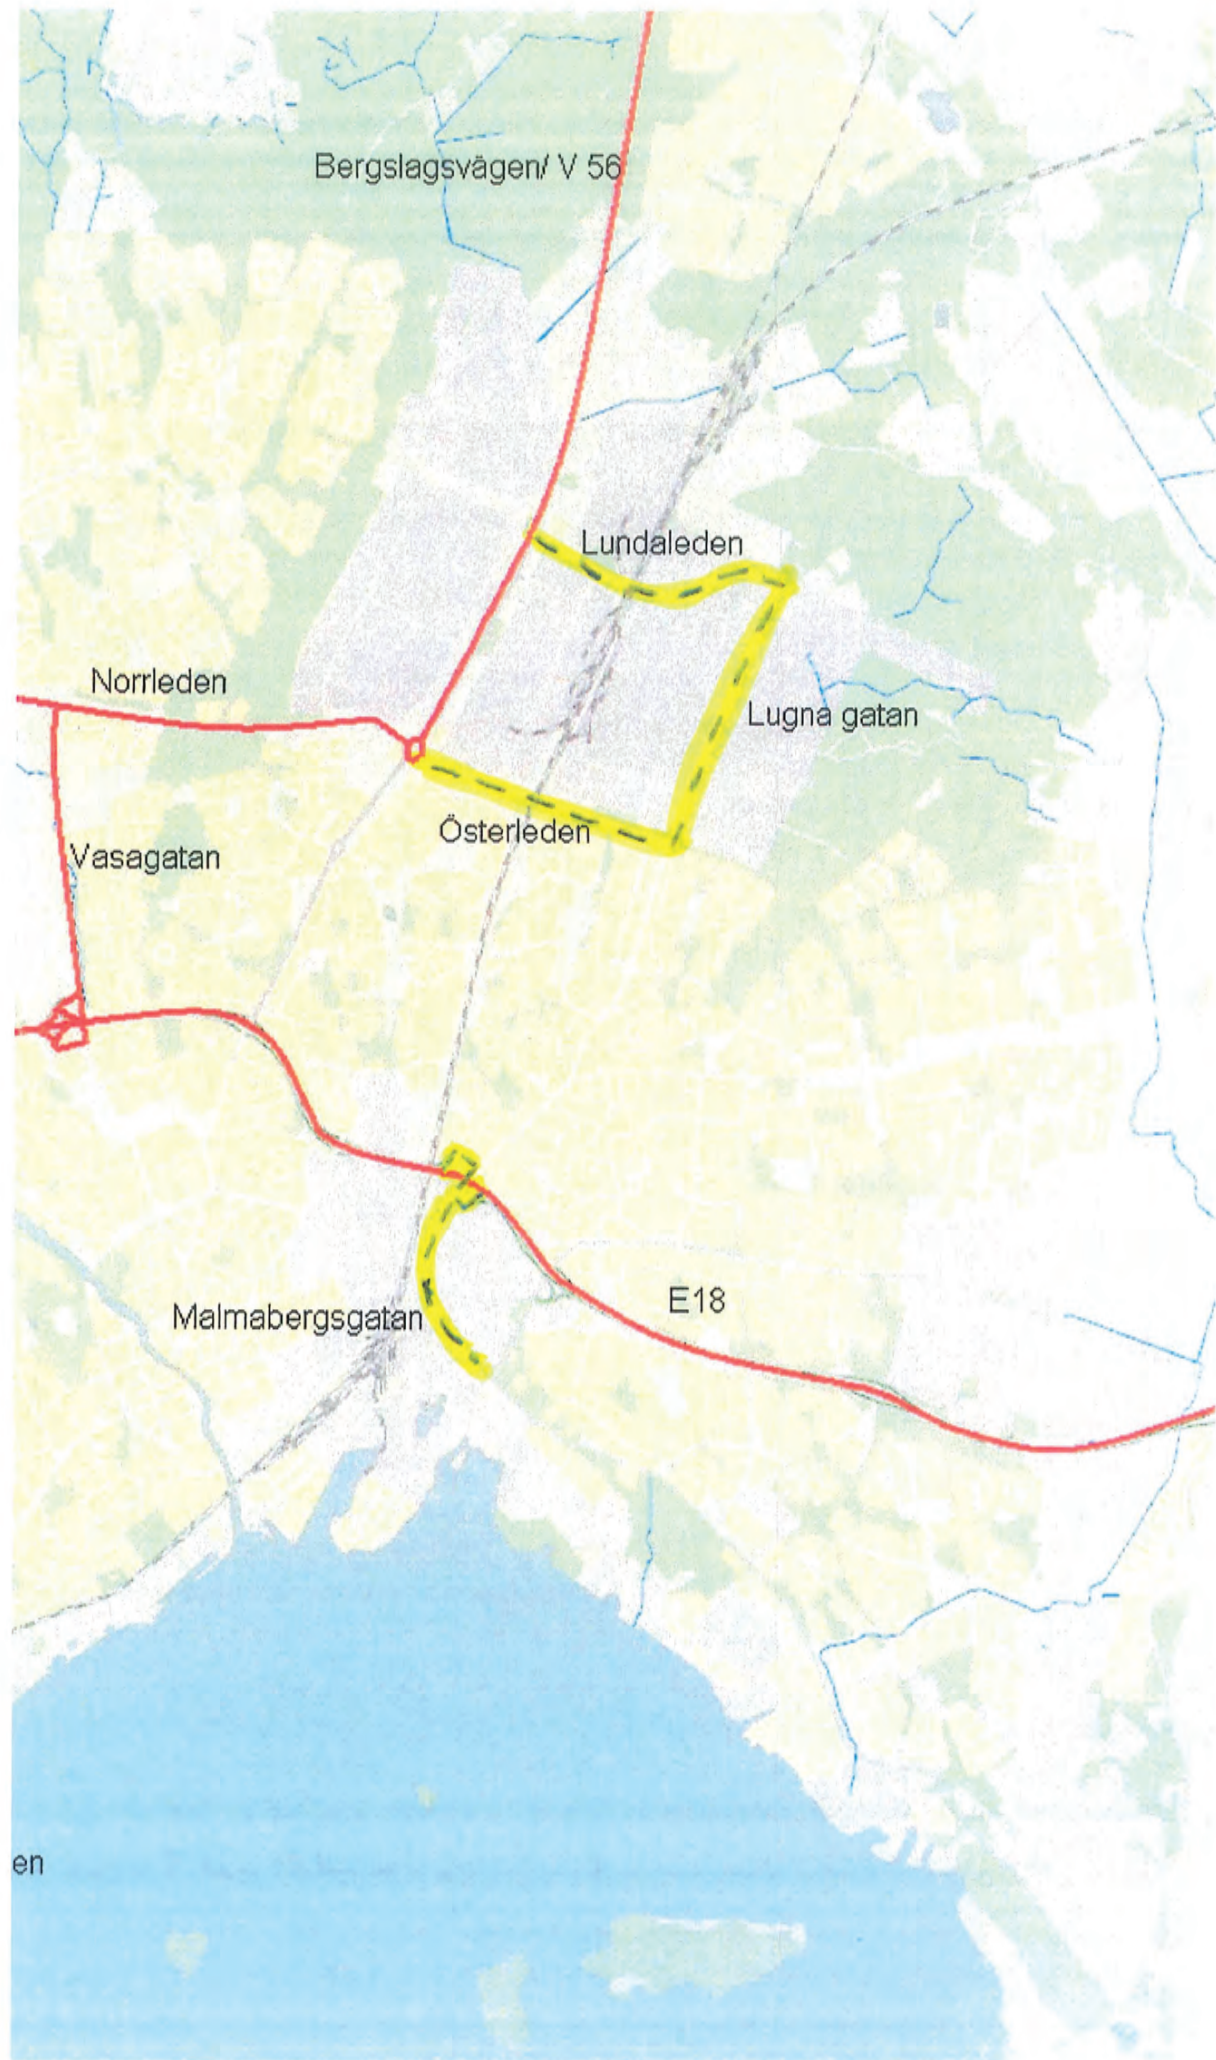 Bergslagsvägen/ V 56
Lundaleden
Norrleden
Lugna gatan
Österleden
Vasagatan
E18
Malmabergsgatan
en